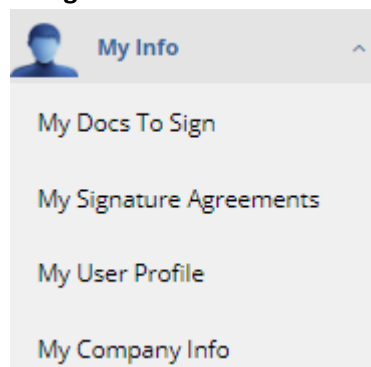 My Info
My Docs To Sign
My Signature Agreements
My User Profile
My Company Info